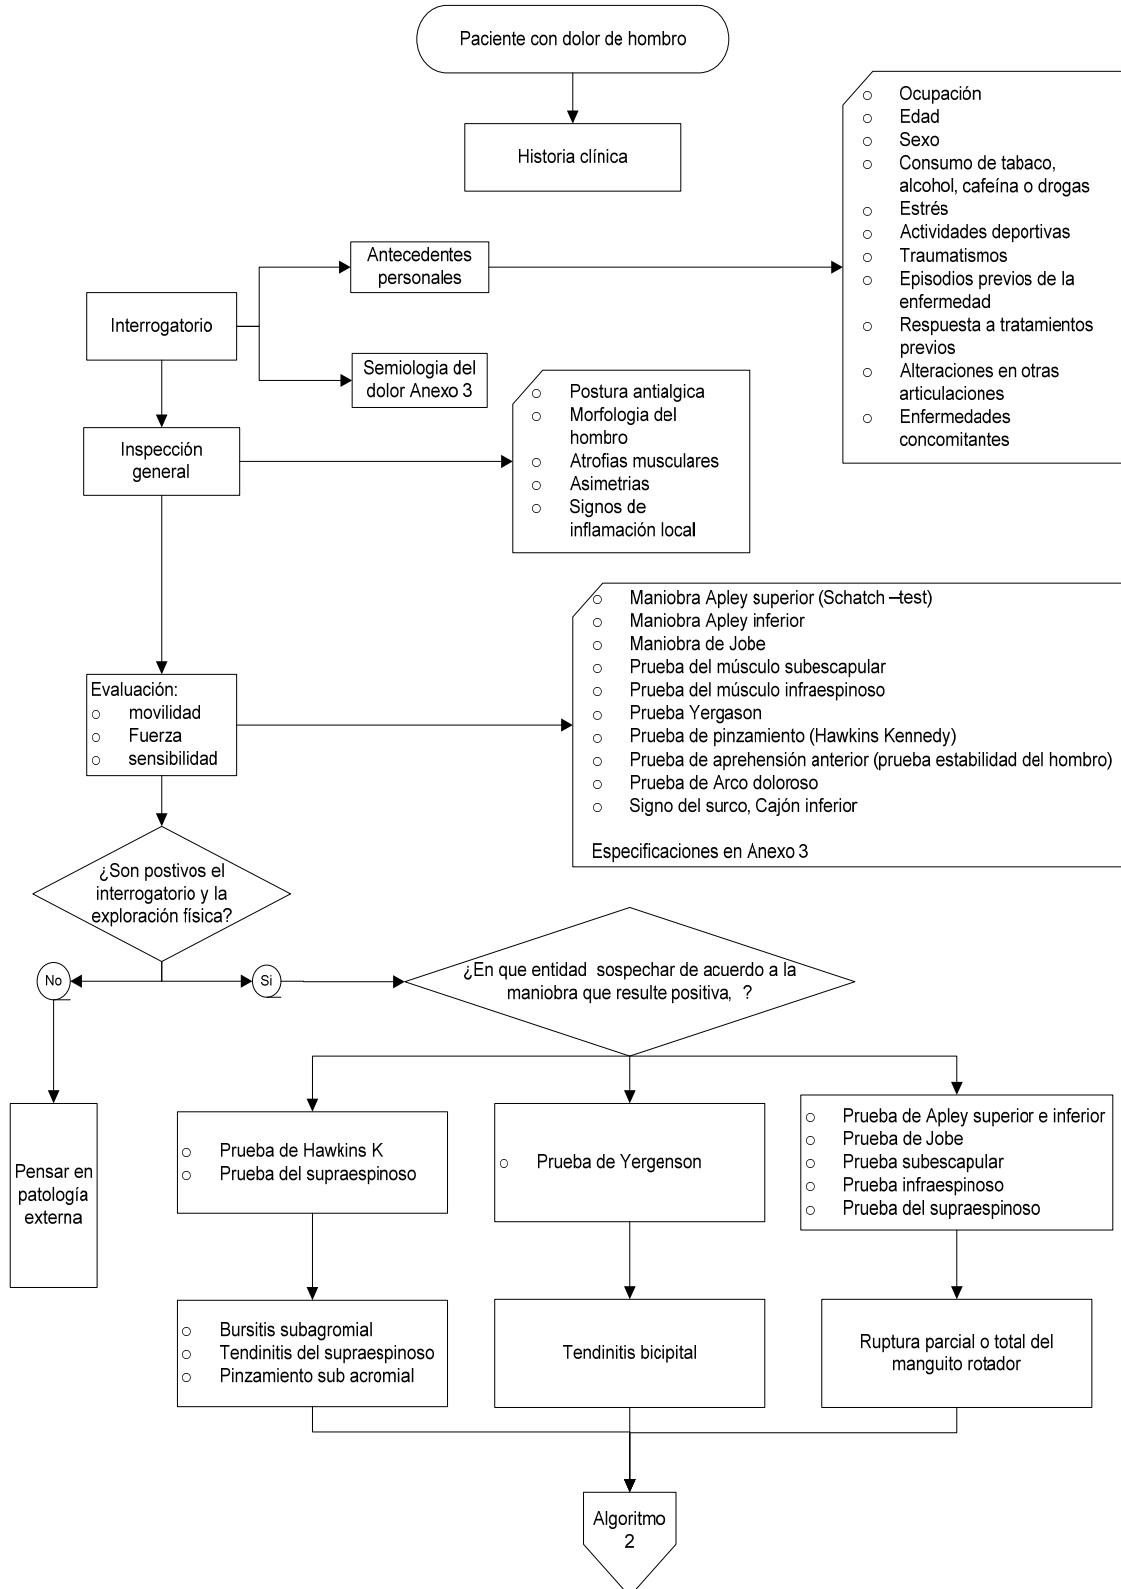 Paciente con dolor de hombro
Historia clínica
○ Ocupación
○ Edad
○ Sexo
○ Consumo de tabaco,
alcohol, cafeína o drogas
○ Estrés
○ Actividades deportivas
○ Traumatismos
○ Episodios previos de la
enfermedad
○ Respuesta a tratamientos
previos
○ Alteraciones en otras
articulaciones
○ Enfermedades
concomitantes
Antecedentes
personales
Interrogatorio
Semiologia del
dolor Anexo 3
Inspección
general
○ Postura antialgica
○ Morfologia del
hombro
○ Atrofias musculares
○ Asimetrias
○ Signos de
inflamación local
○ Maniobra Apley superior (Schatch –test)
○ Maniobra Apley inferior
○ Maniobra de Jobe
○ Prueba del músculo subescapular
○ Prueba del músculo infraespinoso
○ Prueba Yergason
○ Prueba de pinzamiento (Hawkins Kennedy)
○ Prueba de aprehensión anterior (prueba estabilidad del hombro)
○ Prueba de Arco doloroso
○ Signo del surco, Cajón inferior
Especificaciones en Anexo 3
Evaluación:
○ movilidad
○ Fuerza
○ sensibilidad
¿Son postivos el
interrogatorio y la
exploración física?
No
Si
¿En que entidad sospechar de acuerdo a la
maniobra que resulte positiva, ?
Pensar en
patología
externa
○ Prueba de Hawkins K
○ Prueba del supraespinoso
○ Prueba de Yergenson
○ Prueba de Apley superior e inferior
○ Prueba de Jobe
○ Prueba subescapular
○ Prueba infraespinoso
○ Prueba del supraespinoso
○ Bursitis subagromial
○ Tendinitis del supraespinoso
○ Pinzamiento sub acromial
Tendinitis bicipital
Ruptura parcial o total del
manguito rotador
Algoritmo
2